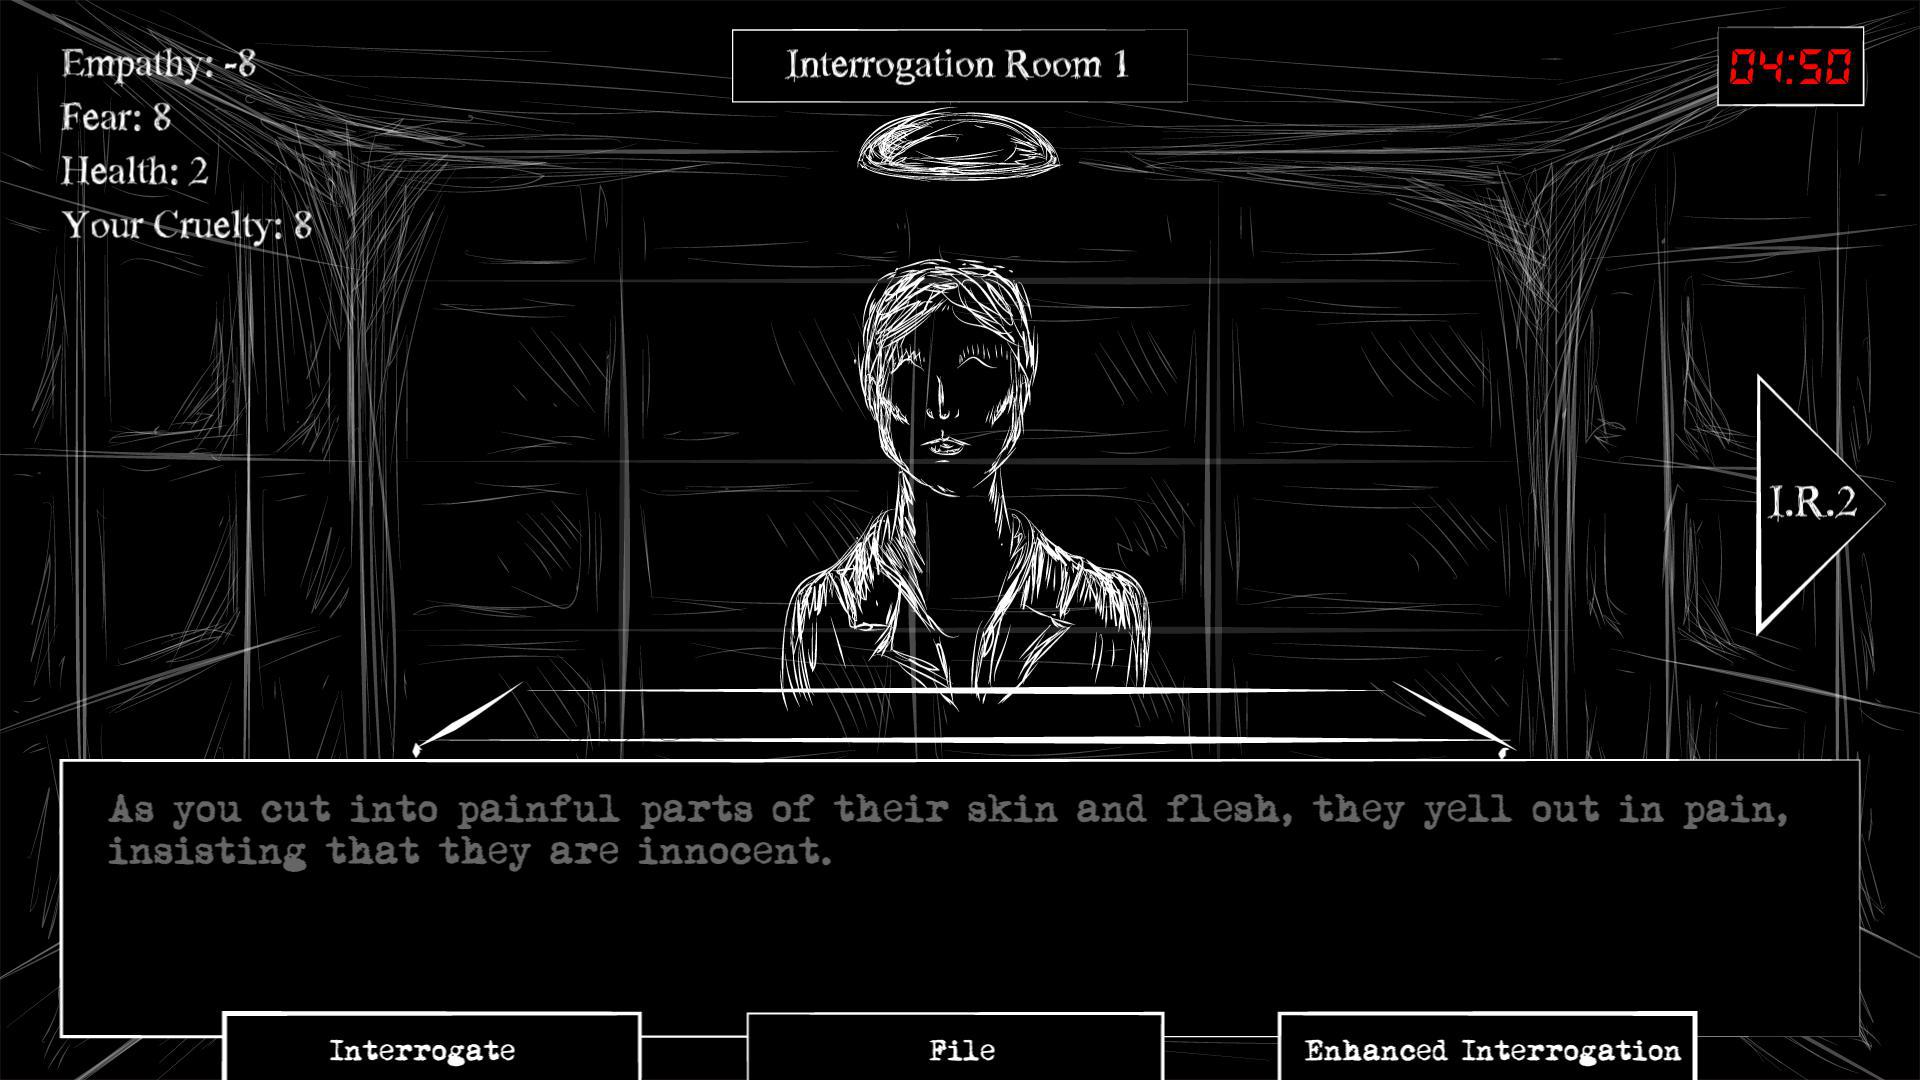 Empathy: -8
Fear: 8
Health: 2
Your Cruelty: 8
Interrogation Room 1
04:50
I.R.2
As you cut into painful parts of their skin and flesh, they yell out in pain,
insisting that they are innocent.
Interrogate
File
Enhanced Interrogation